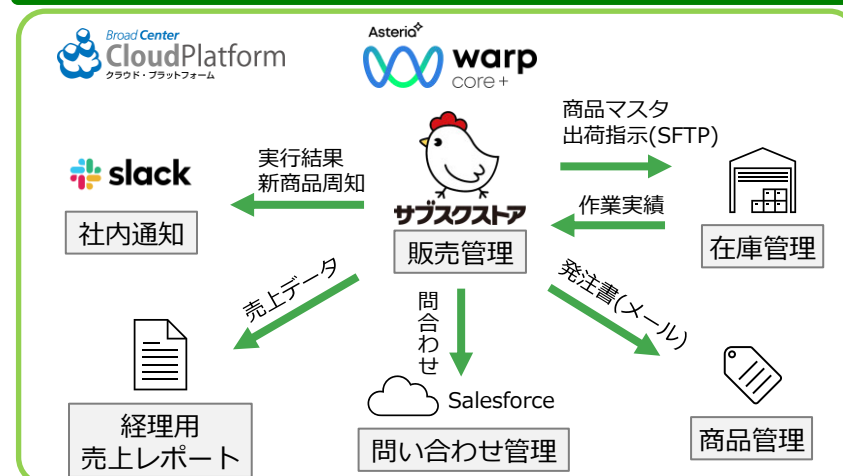 Broad Center
CloudPlatform
クラウド・プラットフォーム
Asteria
warp
core+
商品マスタ
出荷指示(SFTP)
slack
実行結果
新商品周知
サブスクストア
作業実績
社内通知
販売管理
在庫管理
売上データ
問合わせ
発注書(メール)
Salesforce
経理用
売上レポート
問い合わせ管理
商品管理